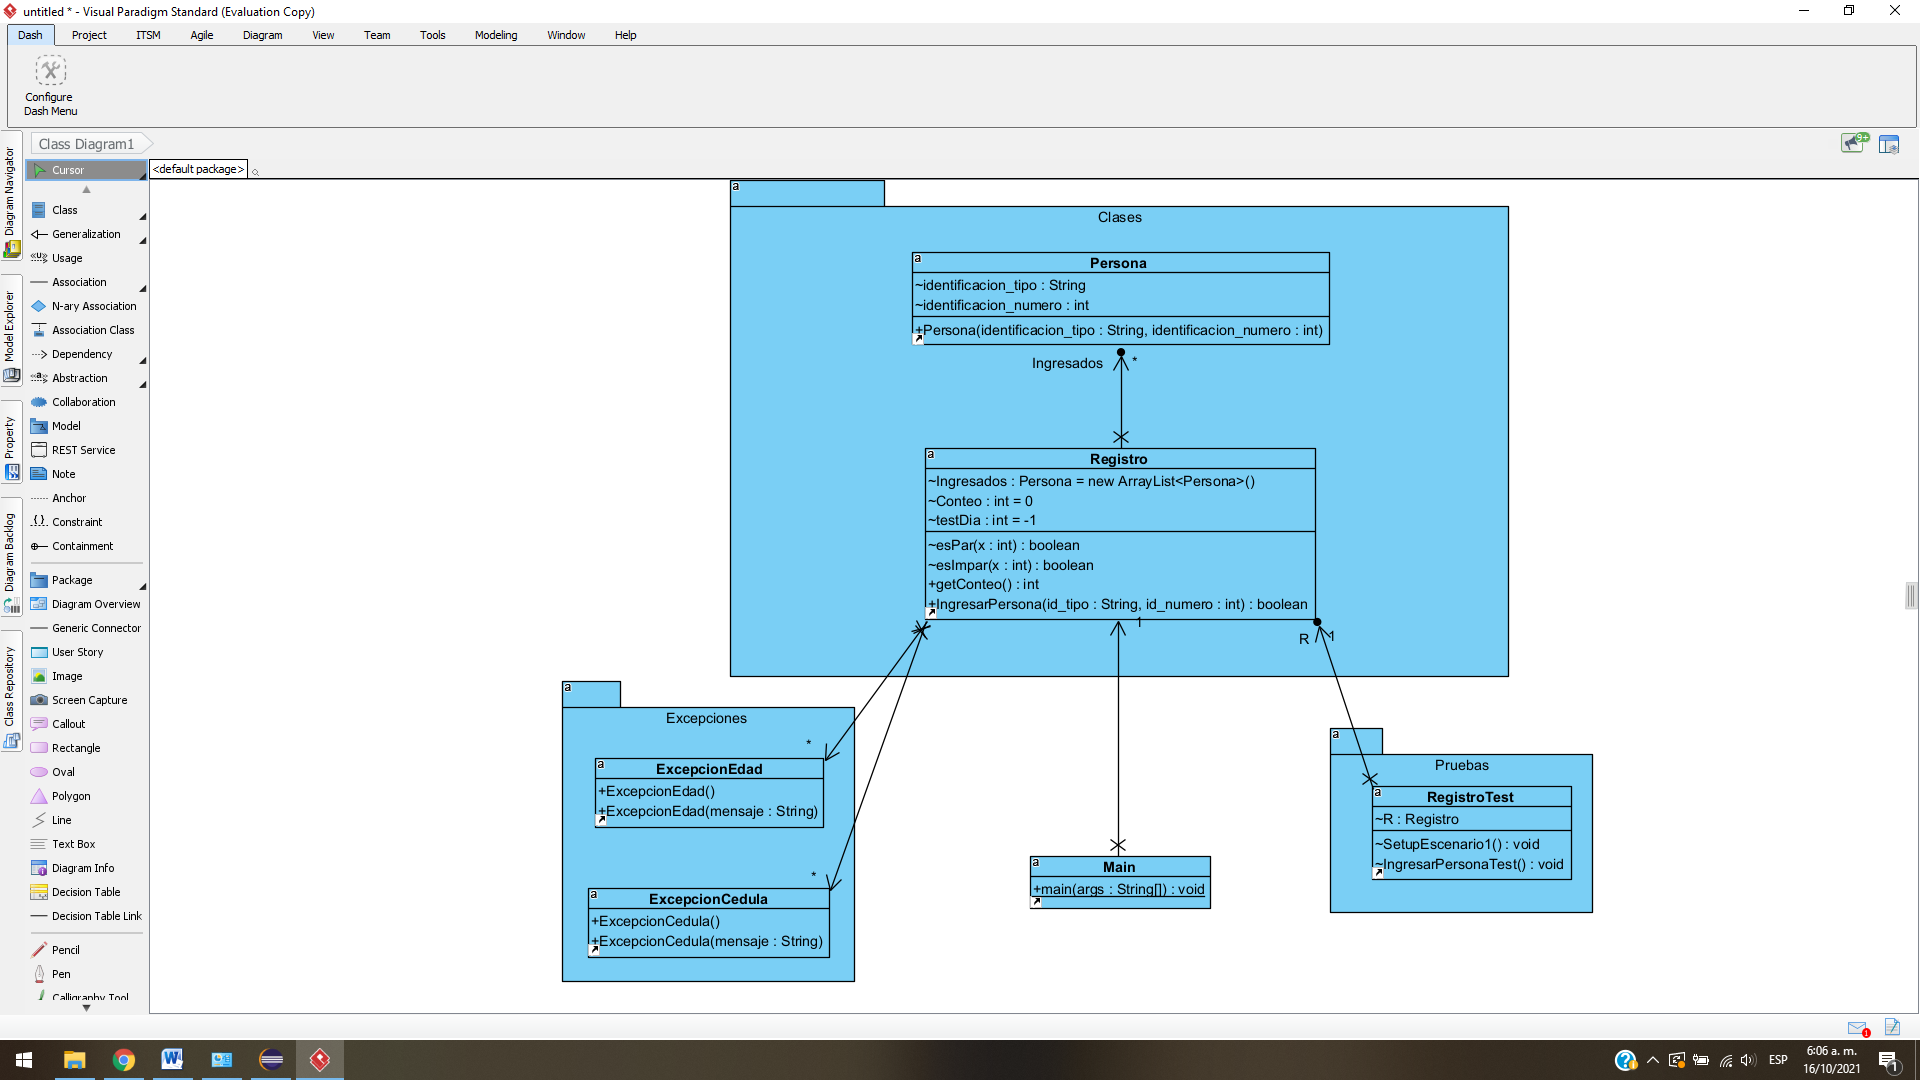 untitled * - Visual Paradigm Standard (Evaluation Copy)
Dash Project ITSM Agile Diagram View Team Tools Modeling Window Help
Configure
Dash Menu
Class Diagram1
9+
Diagram Navigator
Model Explorer
Property
Diagram Backlog
Class Repository
Cursor
<default package>
Class
Generalization
Usage
Association
N-ary Association
Association Class
Dependency
Abstraction
Collaboration
Model
REST Service
Note
Anchor
Constraint
Containment
Package
Diagram Overview
Generic Connector
User Story
Image
Screen Capture
Callout
Rectangle
Oval
Polygon
Line
Text Box
Diagram Info
Decision Table
Decision Table Link
Pencil
Pen
Calligraphy Tool
a
Clases
a
Persona
~identificacion_tipo : String
~identificacion_numero : int
+Persona(identificacion_tipo : String, identificacion_numero : int)
Ingresados *
a
Registro
~Ingresados : Persona = new ArrayList<Persona>()
~Conteo : int = 0
~testDia : int = -1
~esPar(x : int) : boolean
~esImpar(x : int) : boolean
+getConteo() : int
+IngresarPersona(id_tipo : String, id_numero : int) : boolean
1
R 1
a
Excepciones
*
a
ExcepcionEdad
+ExcepcionEdad()
+ExcepcionEdad(mensaje : String)
*
a
ExcepcionCedula
+ExcepcionCedula()
+ExcepcionCedula(mensaje : String)
a
Main
+main(args : String[]) : void
a
Pruebas
a
RegistroTest
~R : Registro
~SetupEscenario1() : void
~IngresarPersonaTest() : void
1
ESP
6:06 a. m.
16/10/2021
1